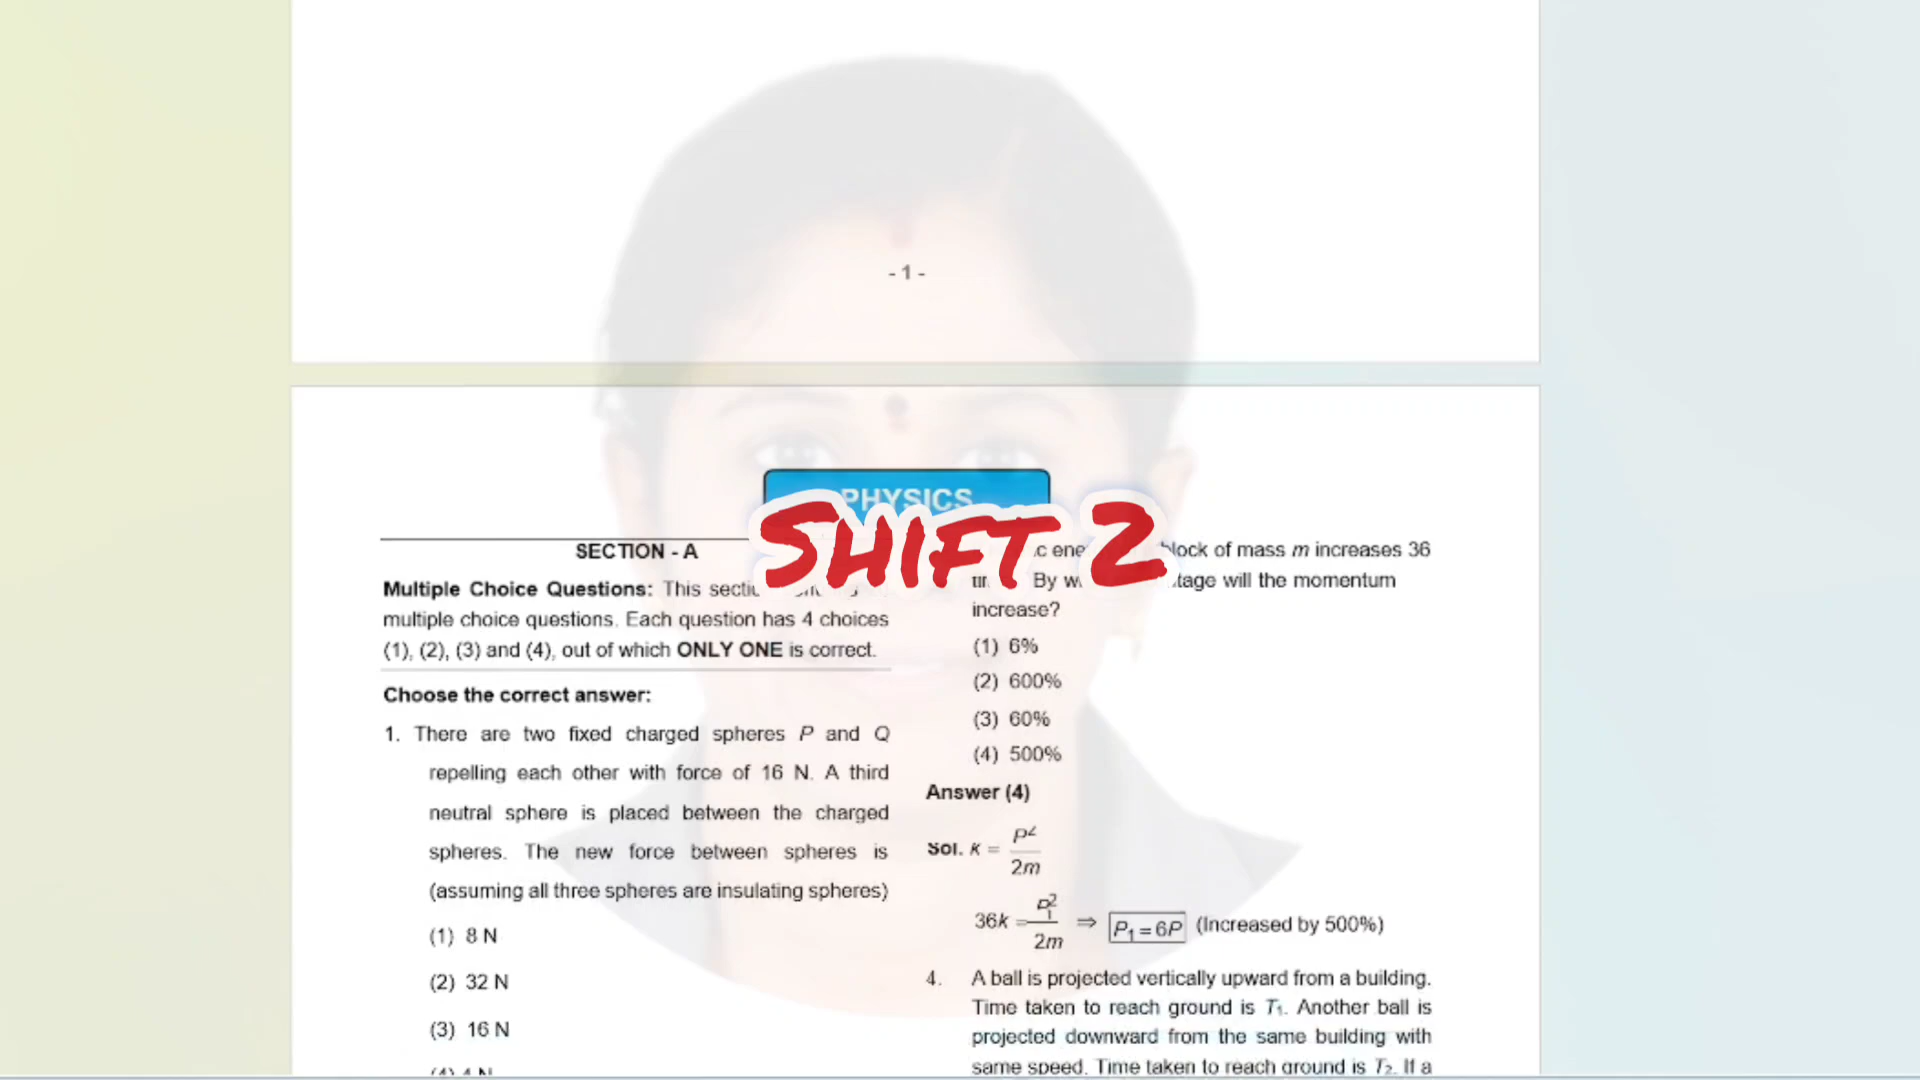 - 1 -
PHYSICS
Shift 2
SECTION - A
Multiple Choice Questions: This
multiple choice questions. Each question has 4 choices
(1), (2), (3) and (4), out of which ONLY ONE is correct.
Choose the correct answer:
1. There are two fixed charged spheres P and Q
repelling each other with force of 16 N. A third
neutral sphere is placed between the charged
spheres. The new force between spheres is
(assuming all three spheres are insulating spheres)
(1) 8 N
(2) 32 N
(3) 16 N
(4) 4 N
block of mass m increases 36
By will the momentum
increase?
(1) 6%
(2) 600%
(3) 60%
(4) 500%
Answer (4)
Sol. K = P² / 2m
36k = P₁² / 2m ⇒ P₁ = 6P (Increased by 500%)
4. A ball is projected vertically upward from a building.
Time taken to reach ground is T₁. Another ball is
projected downward from the same building with
same speed. Time taken to reach ground is T₂. If a